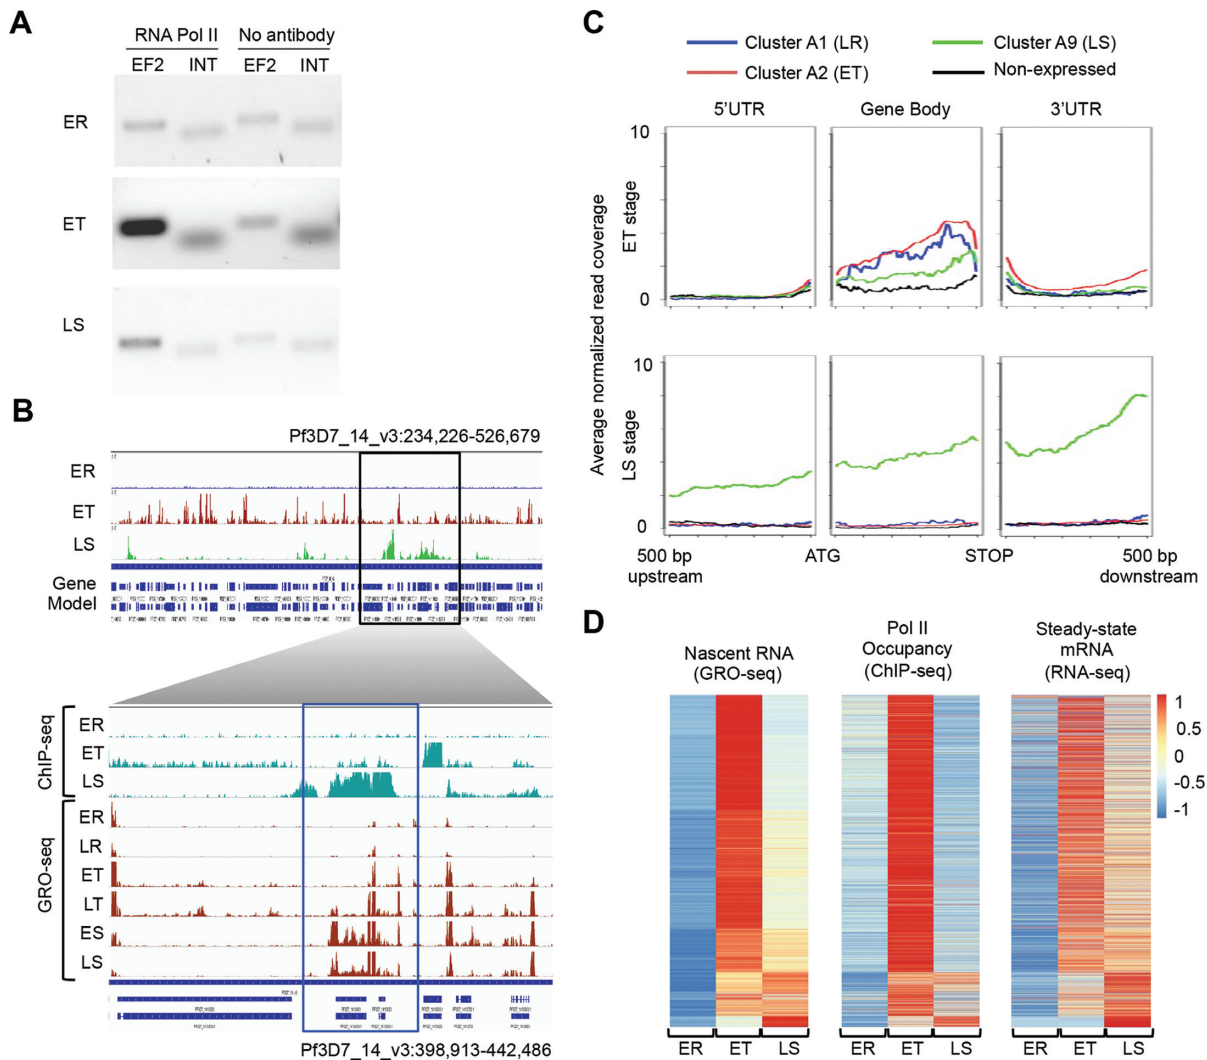 A
RNA Pol II No antibody
EF2 INT EF2 INT
ER
ET
LS
B
Pf3D7_14_v3:234,226-526,679
ER
ET
LS
Gene
Model
ChIP-seq
ER
ET
LS
GRO-seq
ER
LR
ET
LT
ES
LS
Pf3D7_14_v3:398,913-442,486
C
Cluster A1 (LR) Cluster A9 (LS)
Cluster A2 (ET) Non-expressed
5'UTR Gene Body 3'UTR
Average normalized read coverage
ET stage
10
0
LS stage
10
0
500 bp ATG STOP 500 bp
upstream downstream
D
Nascent RNA
(GRO-seq)
Pol II
Occupancy
(ChIP-seq)
Steady-state
mRNA
(RNA-seq)
1
0.5
0
-0.5
-1
ER ET LS ER ET LS ER ET LS